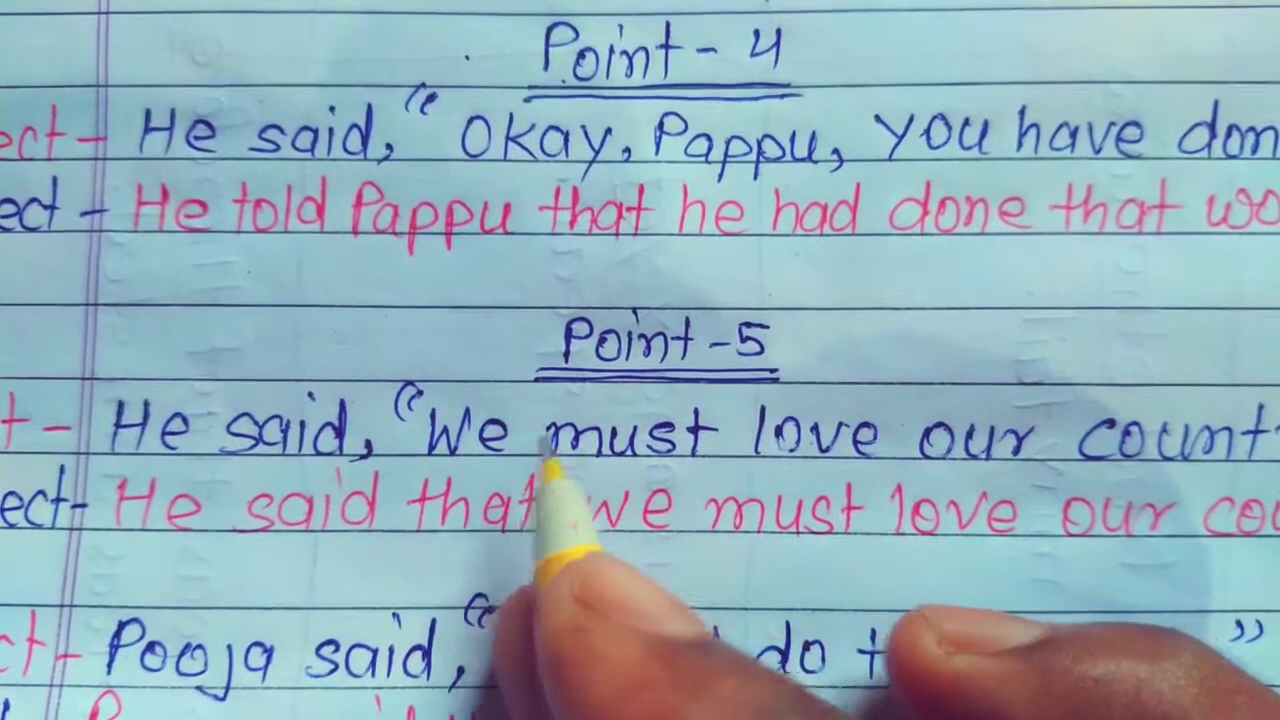 Point - 4
ect - He said, “Okay, Pappu, you have don
ect - He told Pappu that he had done that wo
Point - 5
t - He said, “We must love our count
ect - He said that we must love our co
ct - Pooja said, “ do t ”